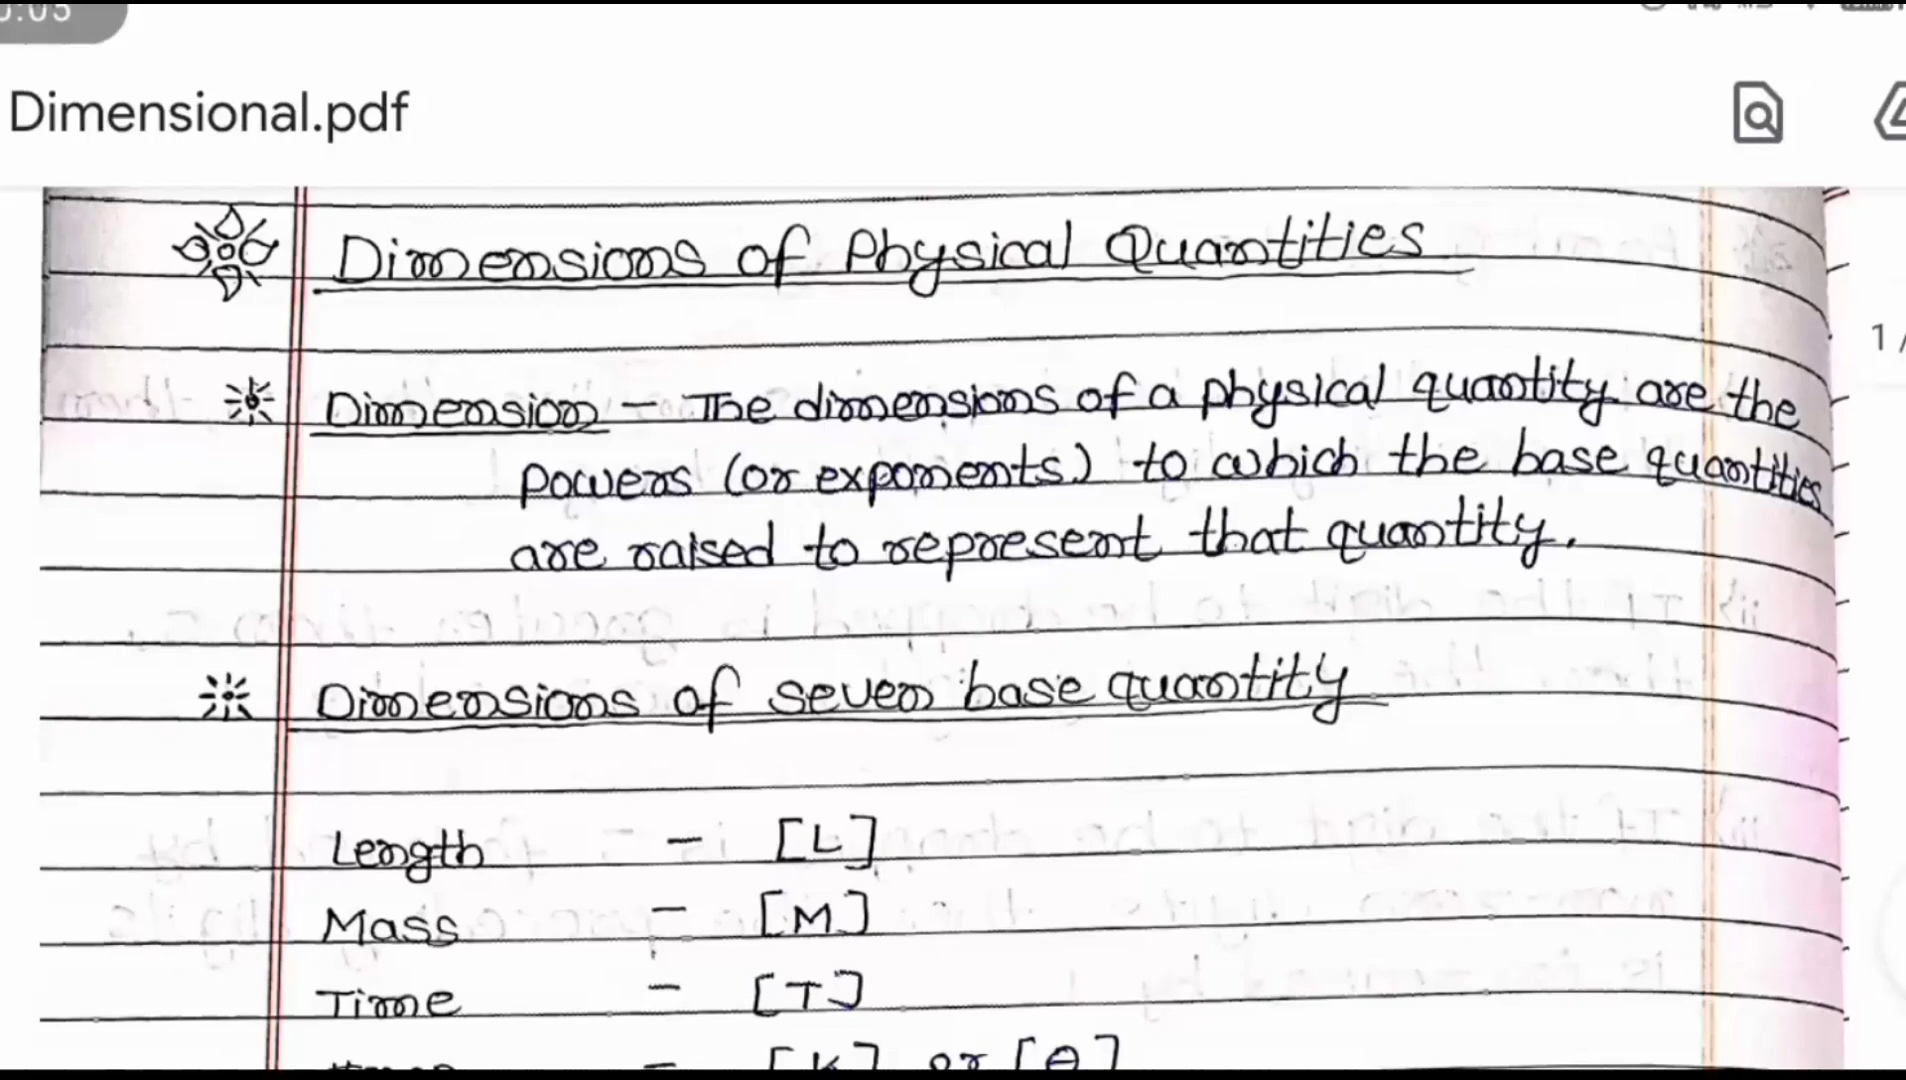 Dimensional.pdf
Dimensions of Physical Quantities
Dimension - The dimensions of a physical quantity are the
powers (or exponents) to which the base quantities
are raised to represent that quantity.
Dimensions of seven base quantity
Length - [L]
Mass - [M]
Time - [T]
[K] or [θ]